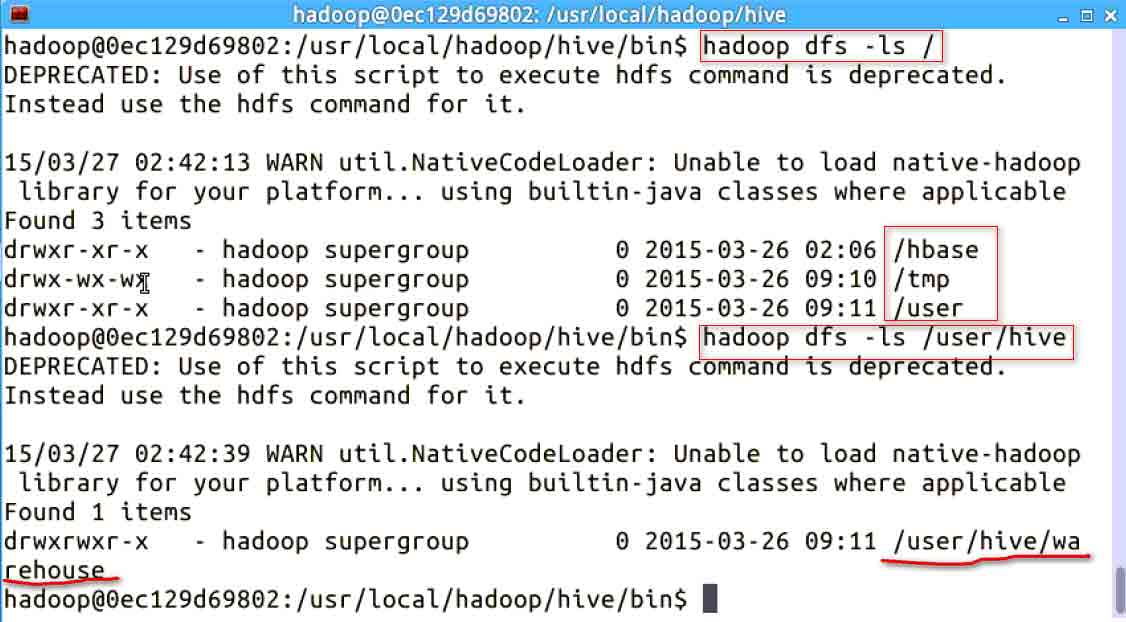 hadoop@0ec129d69802: /usr/local/hadoop/hive
hadoop@0ec129d69802:/usr/local/hadoop/hive/bin$ hadoop dfs -ls /
DEPRECATED: Use of this script to execute hdfs command is deprecated.
Instead use the hdfs command for it.
15/03/27 02:42:13 WARN util.NativeCodeLoader: Unable to load native-hadoop
 library for your platform... using builtin-java classes where applicable
Found 3 items
drwxr-xr-x   - hadoop supergroup          0 2015-03-26 02:06 /hbase
drwx-wx-wx   - hadoop supergroup          0 2015-03-26 09:10 /tmp
drwxr-xr-x   - hadoop supergroup          0 2015-03-26 09:11 /user
hadoop@0ec129d69802:/usr/local/hadoop/hive/bin$ hadoop dfs -ls /user/hive
DEPRECATED: Use of this script to execute hdfs command is deprecated.
Instead use the hdfs command for it.
15/03/27 02:42:39 WARN util.NativeCodeLoader: Unable to load native-hadoop
 library for your platform... using builtin-java classes where applicable
Found 1 items
drwxrwxr-x   - hadoop supergroup          0 2015-03-26 09:11 /user/hive/wa
rehouse
hadoop@0ec129d69802:/usr/local/hadoop/hive/bin$